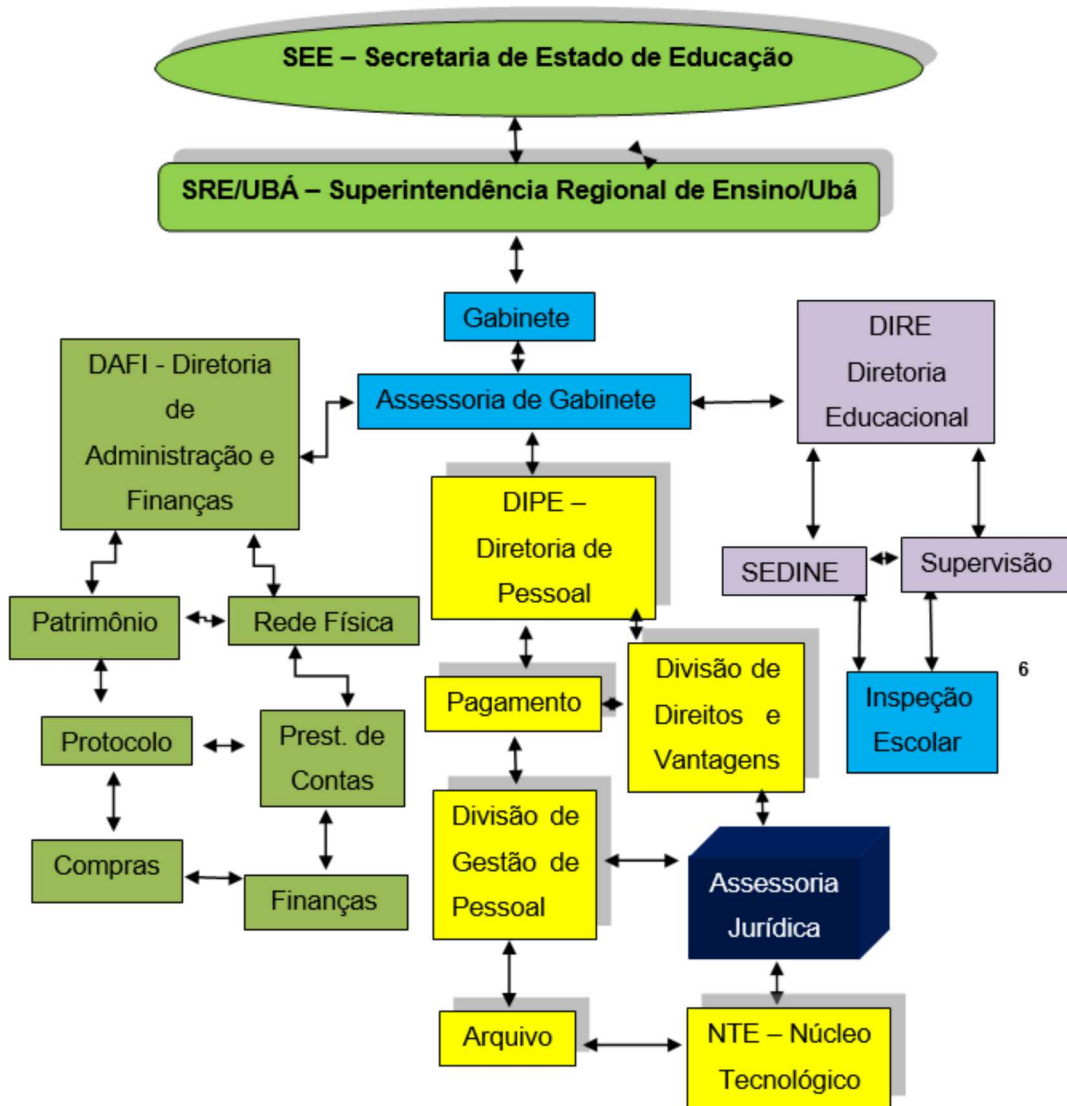 SEE – Secretaria de Estado de Educação
SRE/UBÁ – Superintendência Regional de Ensino/Ubá
Gabinete
Assessoria de Gabinete
DAFI - Diretoria
de
Administração e
Finanças
DIRE
Diretoria
Educacional
DIPE –
Diretoria de
Pessoal
SEDINE
Supervisão
Patrimônio
Rede Física
Pagamento
Divisão de
Direitos e
Vantagens
Inspeção
Escolar
6
Protocolo
Prest. de
Contas
Divisão de
Gestão de
Pessoal
Compras
Finanças
Assessoria
Jurídica
Arquivo
NTE – Núcleo
Tecnológico